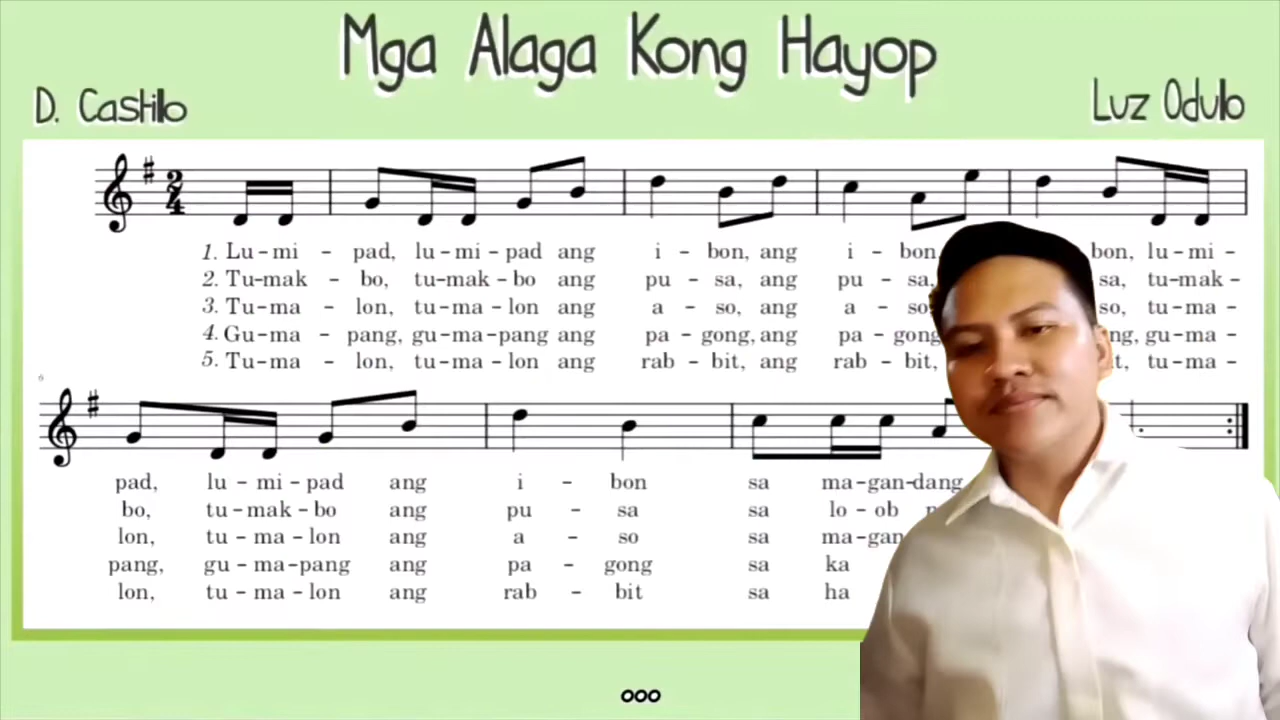 Mga Alaga Kong Hayop
D. Castillo
Luz Odullo
2
4
1. Lu - mi - pad, lu - mi - pad ang i - bon, ang i - bon bon, lu - mi -
2. Tu - mak - bo, tu - mak - bo ang pu - sa, ang pu - sa, sa, tu - mak -
3. Tu - ma - lon, tu - ma - lon ang a - so, ang a - so so, tu - ma -
4. Gu - ma - pang, gu - ma - pang ang pa - gong, ang pa - gong ng, gu - ma -
5. Tu - ma - lon, tu - ma - lon ang rab - bit, ang rab - bit, t, tu - ma -
6
pad, lu - mi - pad ang i - bon sa ma - gan - dang
bo, tu - mak - bo ang pu - sa sa lo - ob
lon, tu - ma - lon ang a - so sa ma - gan
pang, gu - ma - pang ang pa - gong sa ka
lon, tu - ma - lon ang rab - bit sa ha